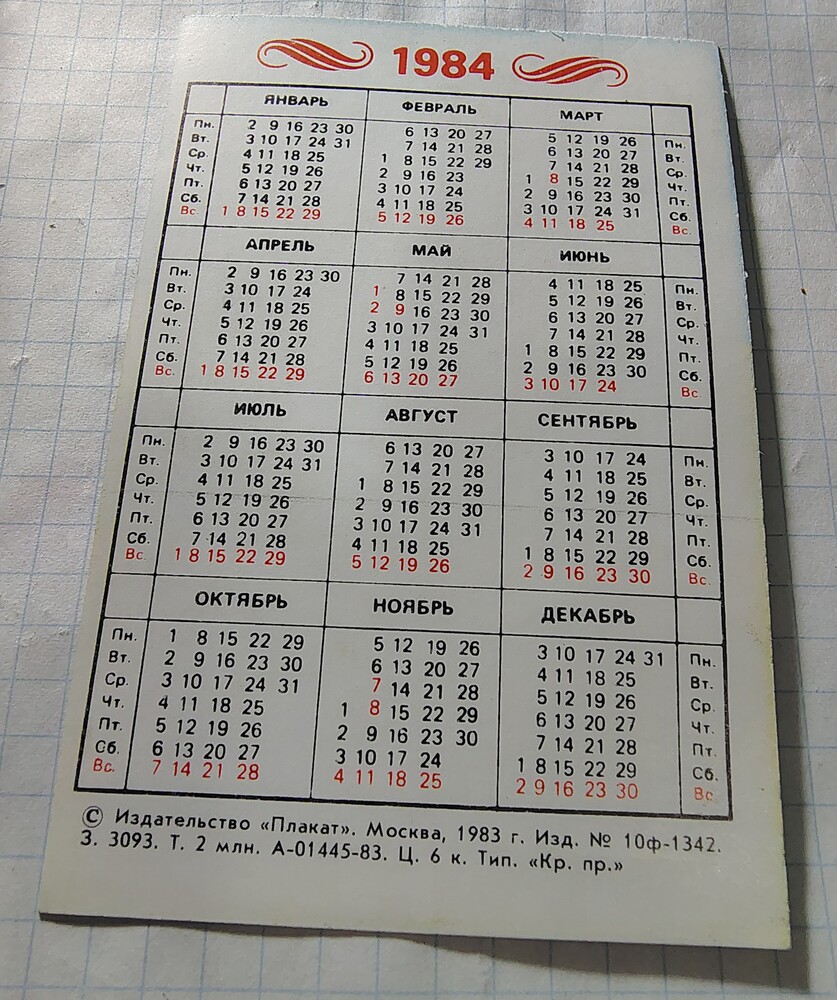 1984
ЯНВАРЬ ФЕВРАЛЬ МАРТ
Пн. 2 9 16 23 30 6 13 20 27 5 12 19 26 Пн.
Вт. 3 10 17 24 31 7 14 21 28 6 13 20 27 Вт.
Ср. 4 11 18 25 1 8 15 22 29 7 14 21 28 Ср.
Чт. 5 12 19 26 2 9 16 23 1 8 15 22 29 Чт.
Пт. 6 13 20 27 3 10 17 24 2 9 16 23 30 Пт.
Сб. 7 14 21 28 4 11 18 25 3 10 17 24 31 Сб.
Вс. 1 8 15 22 29 5 12 19 26 4 11 18 25 Вс.
АПРЕЛЬ МАЙ ИЮНЬ
Пн. 2 9 16 23 30 7 14 21 28 4 11 18 25 Пн.
Вт. 3 10 17 24 1 8 15 22 29 5 12 19 26 Вт.
Ср. 4 11 18 25 2 9 16 23 30 6 13 20 27 Ср.
Чт. 5 12 19 26 3 10 17 24 31 7 14 21 28 Чт.
Пт. 6 13 20 27 4 11 18 25 1 8 15 22 29 Пт.
Сб. 7 14 21 28 5 12 19 26 2 9 16 23 30 Сб.
Вс. 1 8 15 22 29 6 13 20 27 3 10 17 24 Вс.
ИЮЛЬ АВГУСТ СЕНТЯБРЬ
Пн. 2 9 16 23 30 6 13 20 27 3 10 17 24 Пн.
Вт. 3 10 17 24 31 7 14 21 28 4 11 18 25 Вт.
Ср. 4 11 18 25 1 8 15 22 29 5 12 19 26 Ср.
Чт. 5 12 19 26 2 9 16 23 30 6 13 20 27 Чт.
Пт. 6 13 20 27 3 10 17 24 31 7 14 21 28 Пт.
Сб. 7 14 21 28 4 11 18 25 1 8 15 22 29 Сб.
Вс. 1 8 15 22 29 5 12 19 26 2 9 16 23 30 Вс.
ОКТЯБРЬ НОЯБРЬ ДЕКАБРЬ
Пн. 1 8 15 22 29 5 12 19 26 3 10 17 24 31 Пн.
Вт. 2 9 16 23 30 6 13 20 27 4 11 18 25 Вт.
Ср. 3 10 17 24 31 7 14 21 28 5 12 19 26 Ср.
Чт. 4 11 18 25 1 8 15 22 29 6 13 20 27 Чт.
Пт. 5 12 19 26 2 9 16 23 30 7 14 21 28 Пт.
Сб. 6 13 20 27 3 10 17 24 1 8 15 22 29 Сб.
Вс. 7 14 21 28 4 11 18 25 2 9 16 23 30 Вс.
© Издательство «Плакат». Москва, 1983 г. Изд. № 10ф-1342.
З. 3093. Т. 2 млн. А-01445-83. Ц. 6 к. Тип. «Кр. пр.»